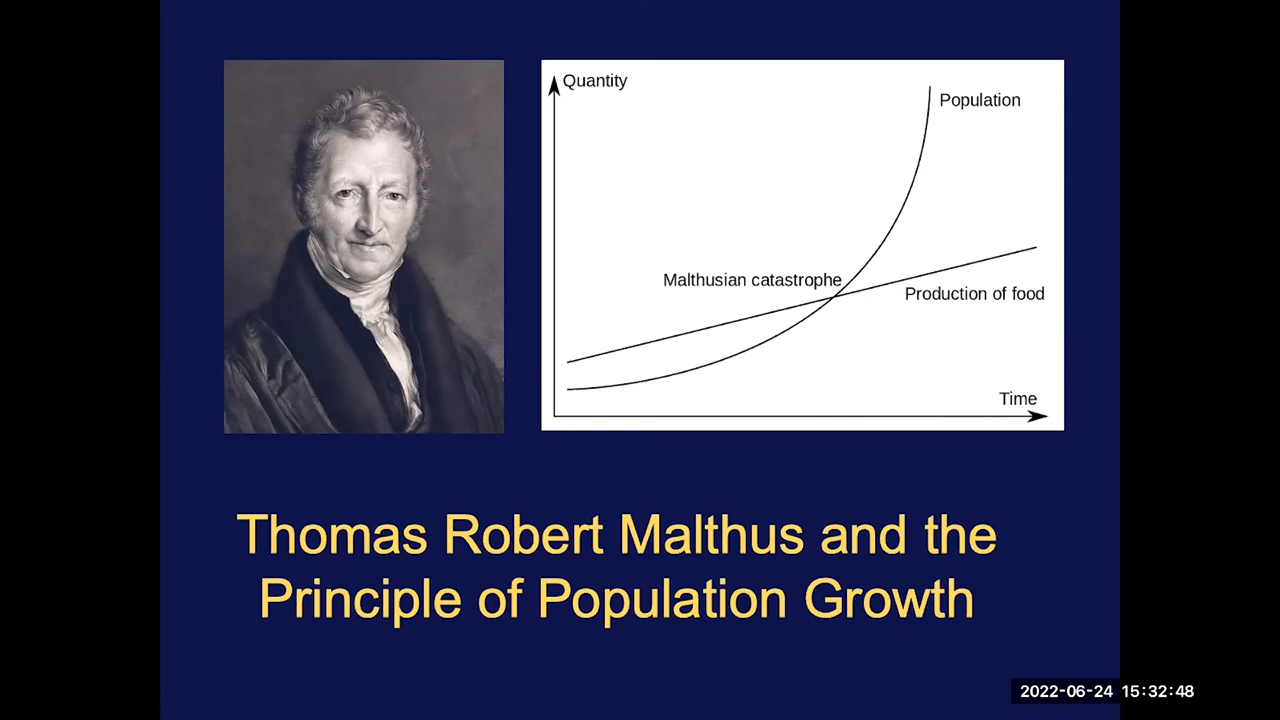 Quantity
Population
Malthusian catastrophe
Production of food
Time
Thomas Robert Malthus and the
Principle of Population Growth
2022-06-24 15:32:48